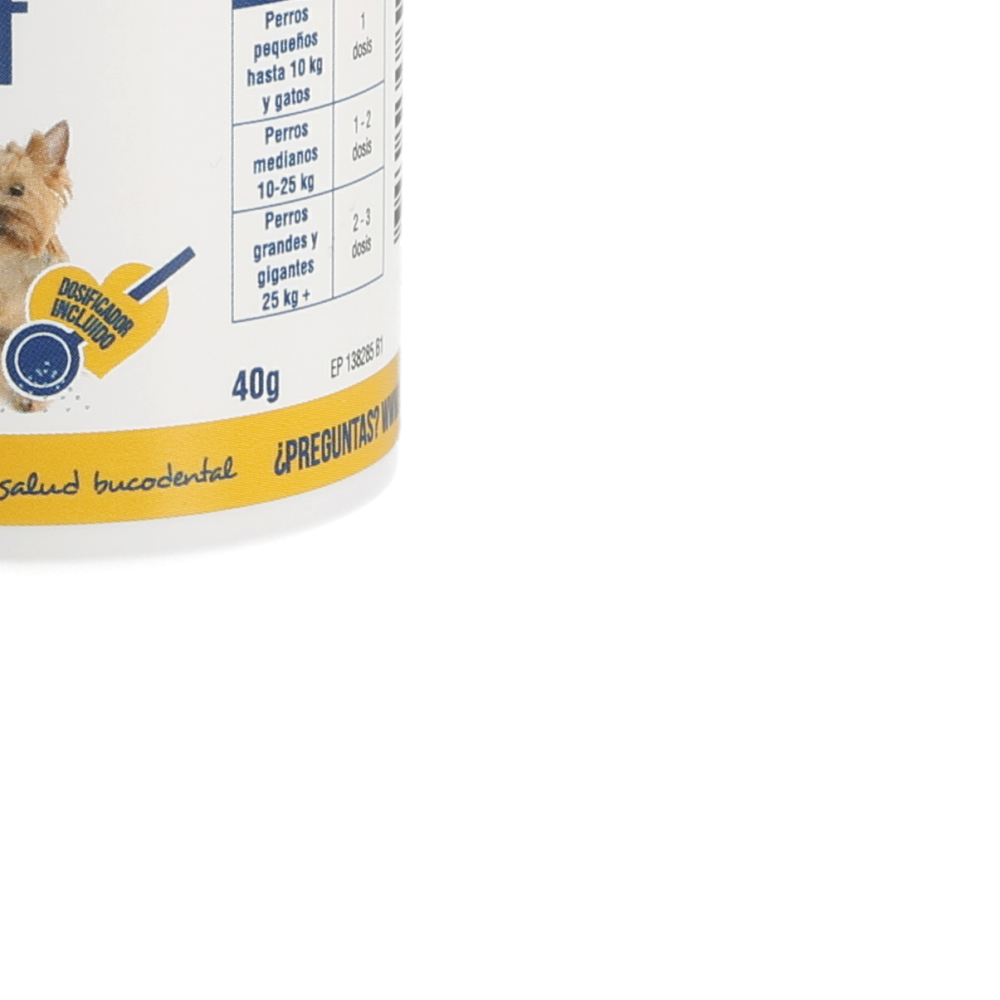 Perros
pequeños
hasta 10 kg
y gatos
1
dosis
Perros
medianos
10-25 kg
1-2
dosis
Perros
grandes y
gigantes
25 kg +
2-3
dosis
DOSIFICADOR
INCLUIDO
40g
EP 138285 B1
salud bucodental
¿PREGUNTAS? WWW